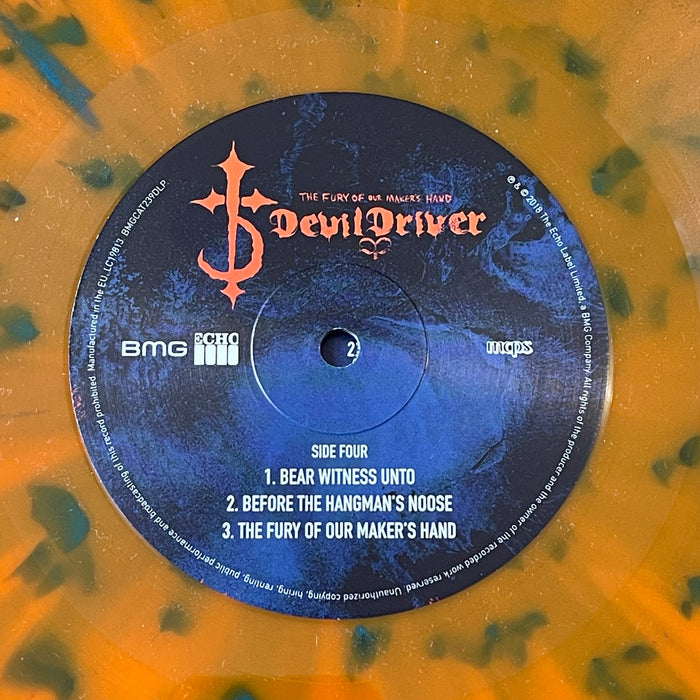 THE FURY OF OUR MAKER'S HAND
DevilDriver
BMG
ECHO
mcps
SIDE FOUR
1. BEAR WITNESS UNTO
2. BEFORE THE HANGMAN'S NOOSE
3. THE FURY OF OUR MAKER'S HAND
℗ & © 2018 The Echo Label Limited, a BMG Company. All rights of the producer and the owner of the recorded work reserved. Unauthorized copying, hiring, renting, public performance and broadcasting of this record prohibited. Manufactured in the EU. LC19813. BMGCAT239DLP.